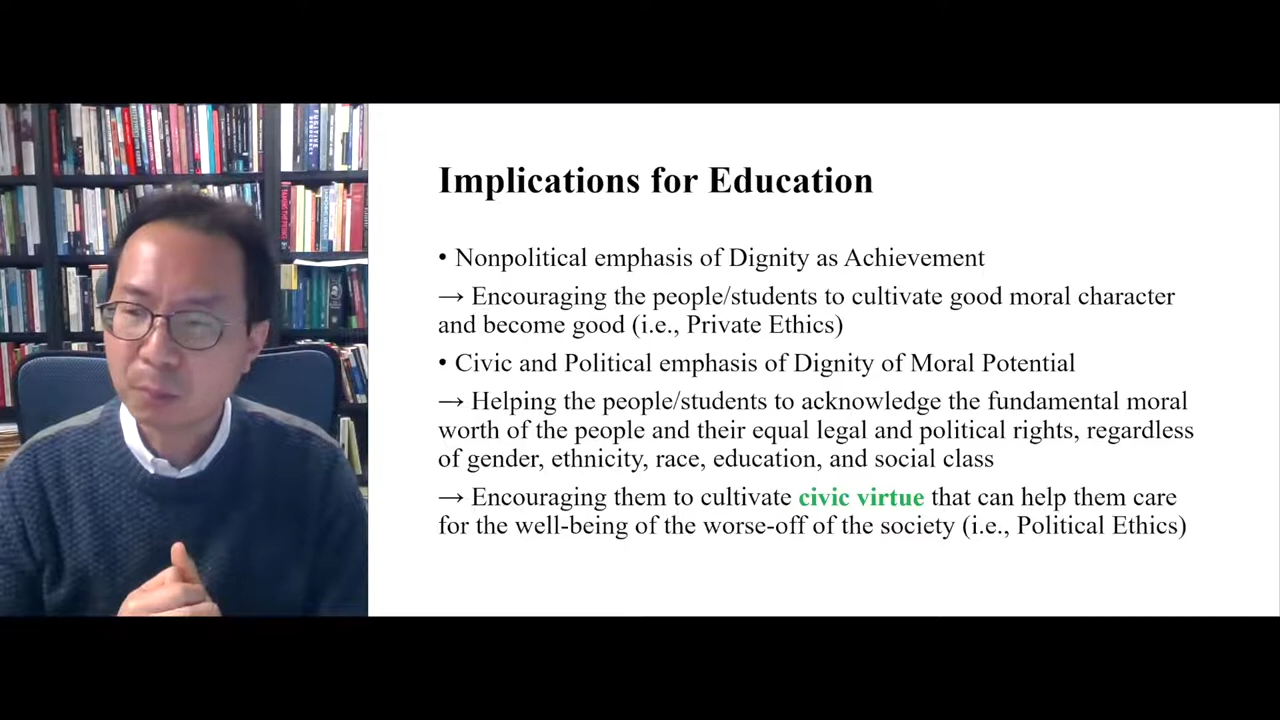 Implications for Education
• Nonpolitical emphasis of Dignity as Achievement
→ Encouraging the people/students to cultivate good moral character
and become good (i.e., Private Ethics)
• Civic and Political emphasis of Dignity of Moral Potential
→ Helping the people/students to acknowledge the fundamental moral
worth of the people and their equal legal and political rights, regardless
of gender, ethnicity, race, education, and social class
→ Encouraging them to cultivate civic virtue that can help them care
for the well-being of the worse-off of the society (i.e., Political Ethics)